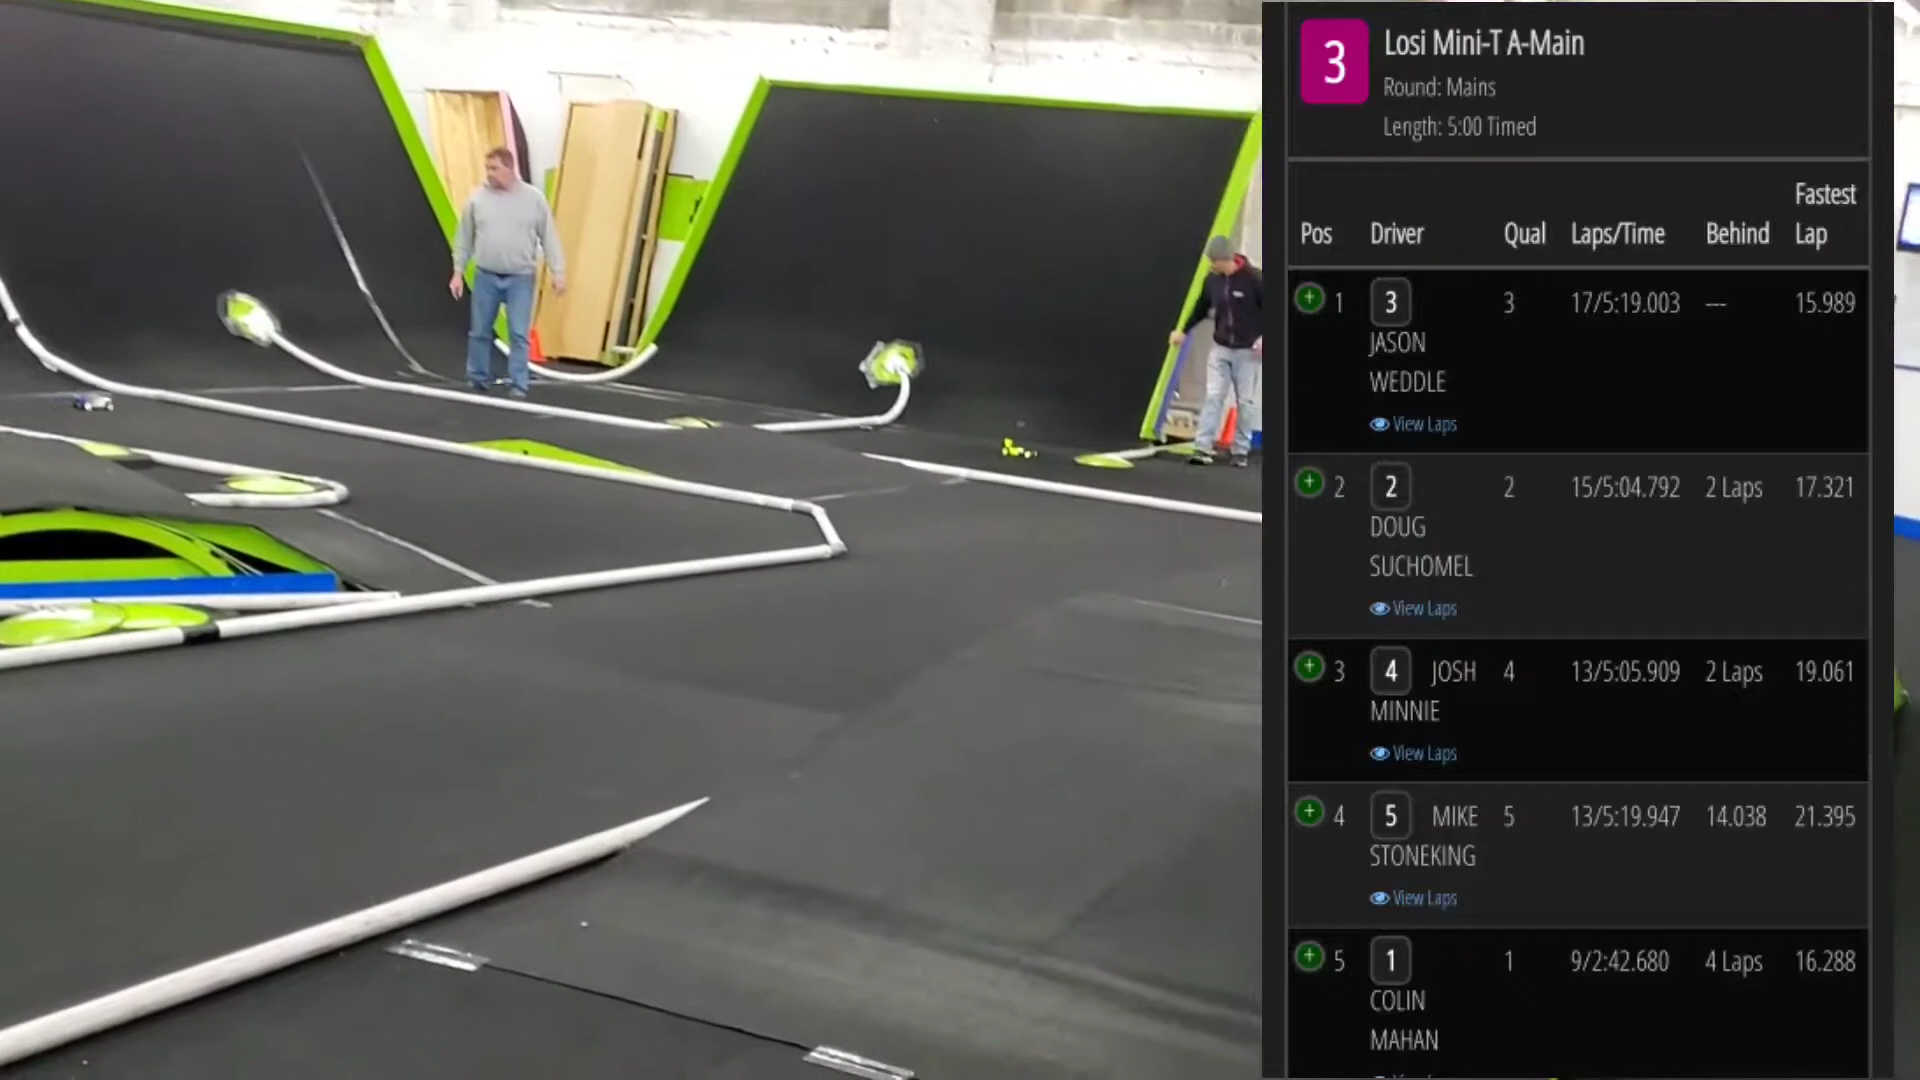 3
Losi Mini-T A-Main
Round: Mains
Length: 5:00 Timed
Pos Driver Qual Laps/Time Behind Fastest Lap
1 3 JASON WEDDLE 3 17/5:19.003 --- 15.989
View Laps
2 2 DOUG SUCHOMEL 2 15/5:04.792 2 Laps 17.321
View Laps
3 4 JOSH MINNIE 4 13/5:05.909 2 Laps 19.061
View Laps
4 5 MIKE STONEKING 5 13/5:19.947 14.038 21.395
View Laps
5 1 COLIN MAHAN 1 9/2:42.680 4 Laps 16.288